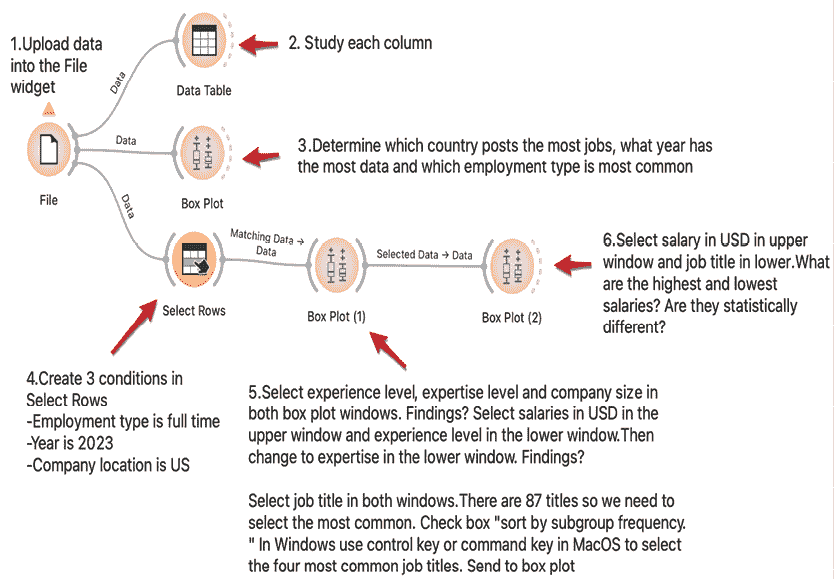 1.Upload data
into the File
widget
Data
2. Study each column
Data Table
Data
3.Determine which country posts the most jobs, what year has
the most data and which employment type is most common
File
Box Plot
Data
Matching Data → Data
Selected Data → Data
6.Select salary in USD in upper
window and job title in lower.What
are the highest and lowest
salaries? Are they statistically
different?
Select Rows
Box Plot (1)
Box Plot (2)
4.Create 3 conditions in
Select Rows
-Employment type is full time
-Year is 2023
-Company location is US
5.Select experience level, expertise level and company size in
both box plot windows. Findings? Select salaries in USD in the
upper window and experience level in the lower window.Then
change to expertise in the lower window. Findings?
Select job title in both windows.There are 87 titles so we need to
select the most common. Check box "sort by subgroup frequency.
" In Windows use control key or command key in MacOS to select
the four most common job titles. Send to box plot